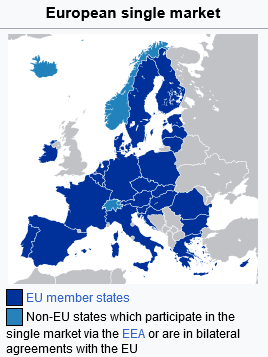 European single market
EU member states
Non-EU states which participate in the
single market via the EEA or are in bilateral
agreements with the EU